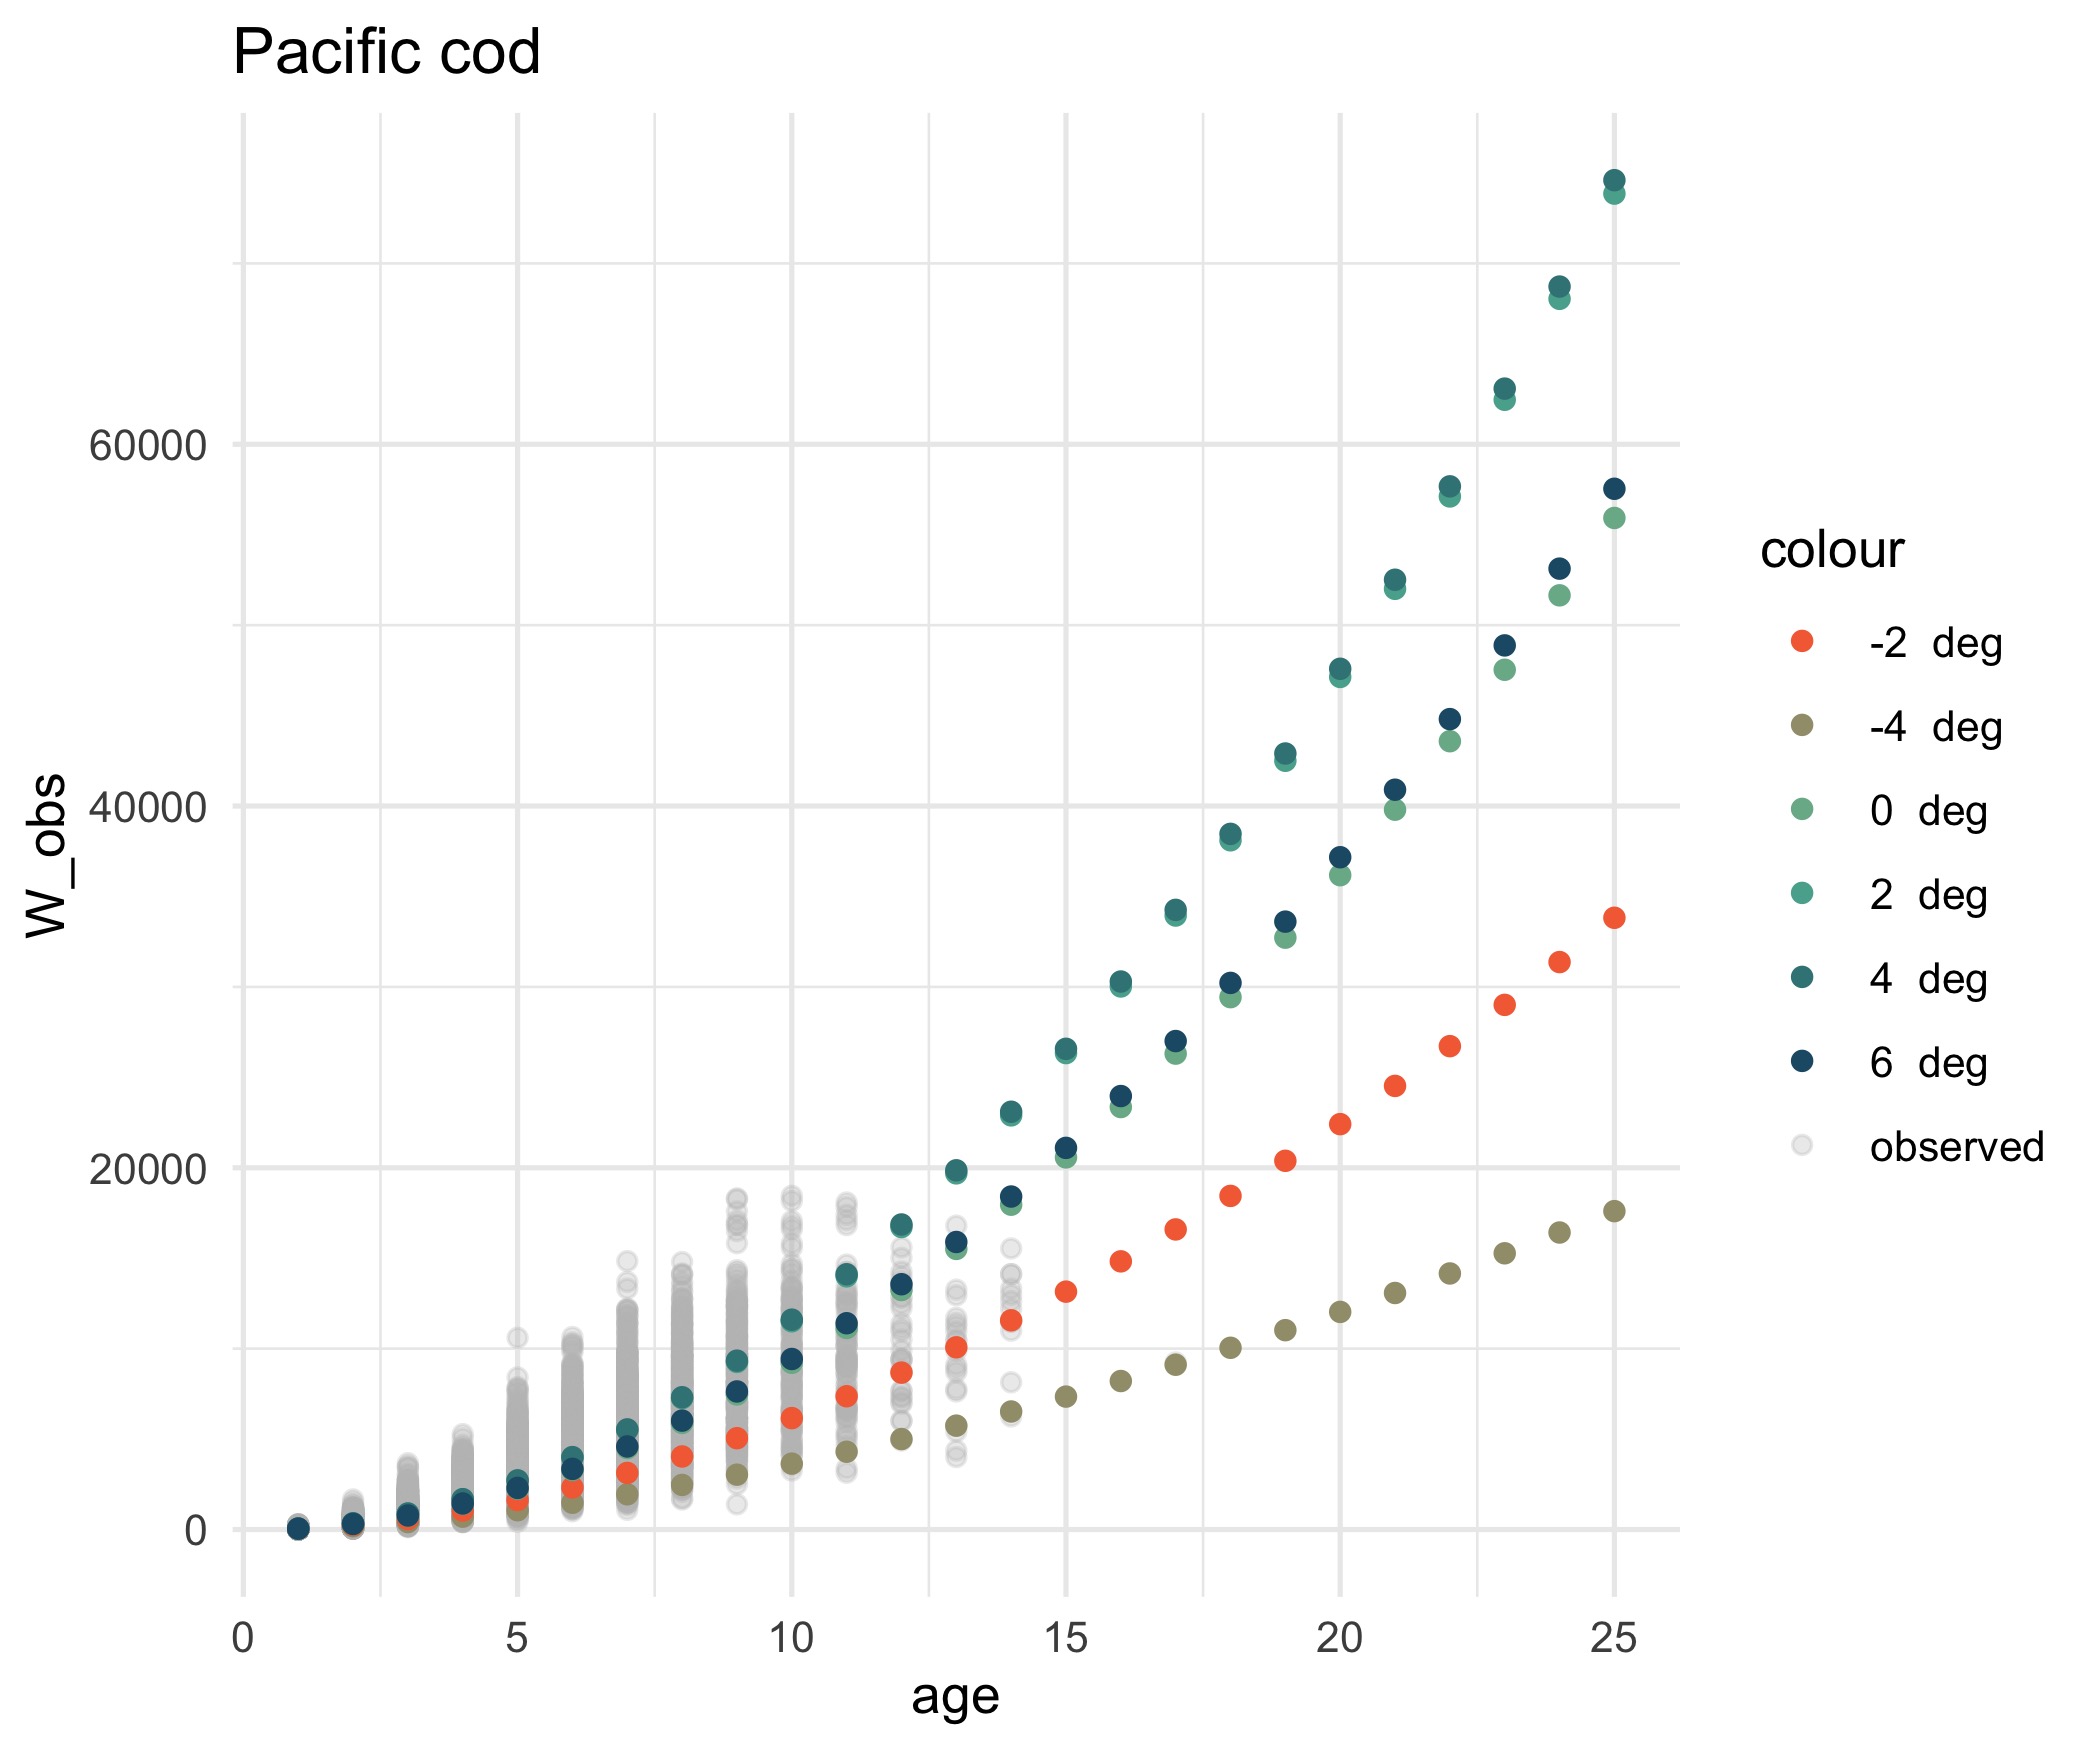 Pacific cod
60000
40000
20000
0
W_obs
0 5 10 15 20 25
age
colour
-2 deg
-4 deg
0 deg
2 deg
4 deg
6 deg
observed